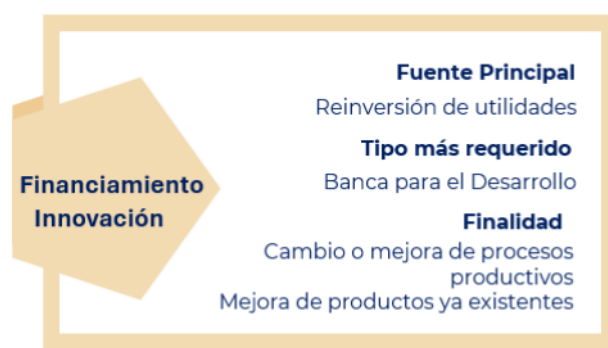 Financiamiento
Innovación
Fuente Principal
Reinversión de utilidades
Tipo más requerido
Banca para el Desarrollo
Finalidad
Cambio o mejora de procesos
productivos
Mejora de productos ya existentes